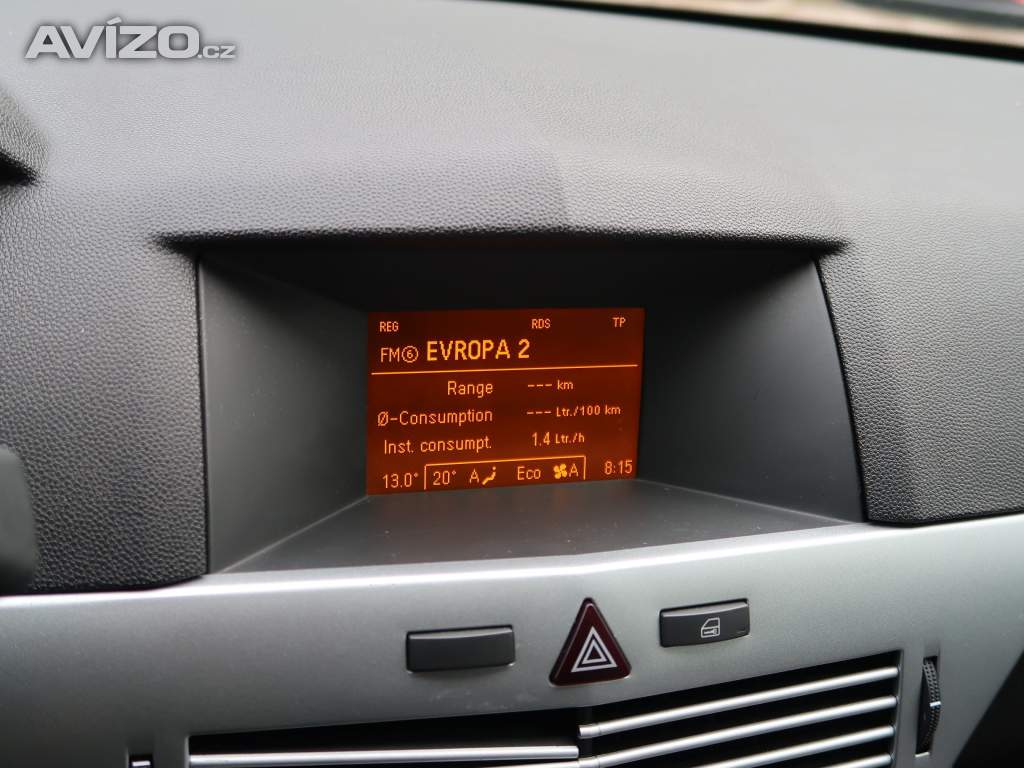 AVÍZO.cz
REG RDS TP
FM⑥ EVROPA 2
Range --- km
Ø-Consumption --- Ltr./100 km
Inst. consumpt. 1.4 Ltr./h
13.0° 20° A Eco A 8:15